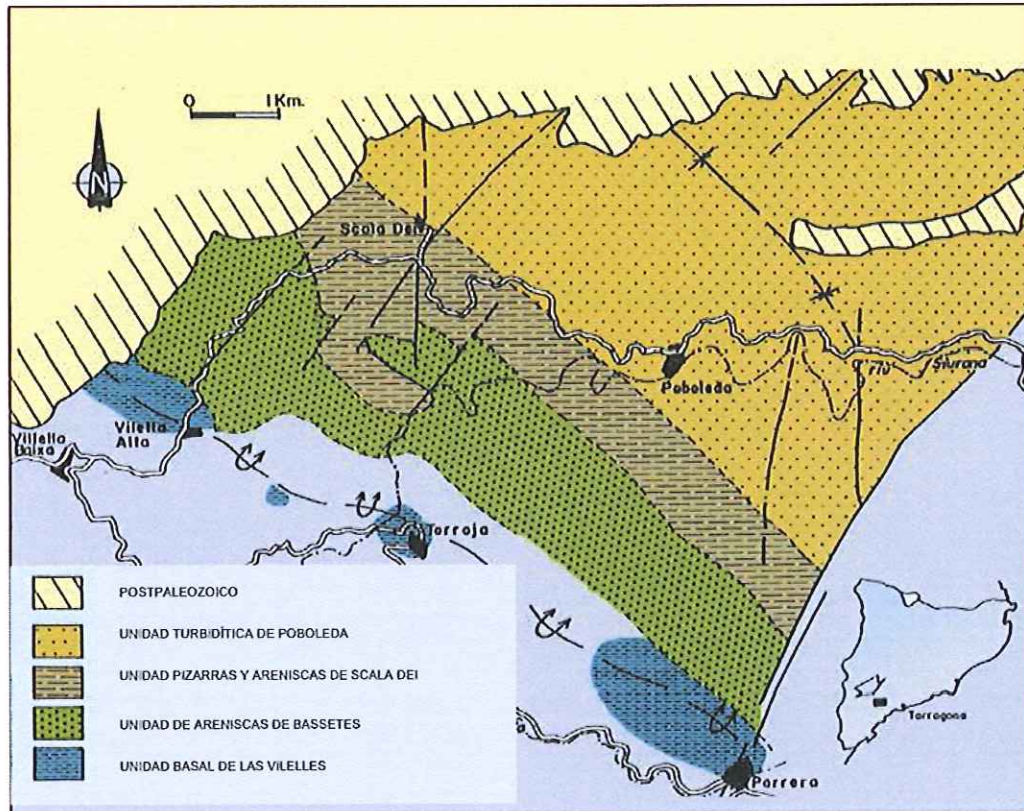 0 1 Km.
N
Scala Dei
Poboleda
río Siurana
Vilella Alta
Vilella Baixa
Torroja
POSTPALEOZOICO
UNIDAD TURBIDÍTICA DE POBOLEDA
UNIDAD PIZARRAS Y ARENISCAS DE SCALA DEI
UNIDAD DE ARENISCAS DE BASSETES
UNIDAD BASAL DE LAS VILELLES
Tarragona
Porrera